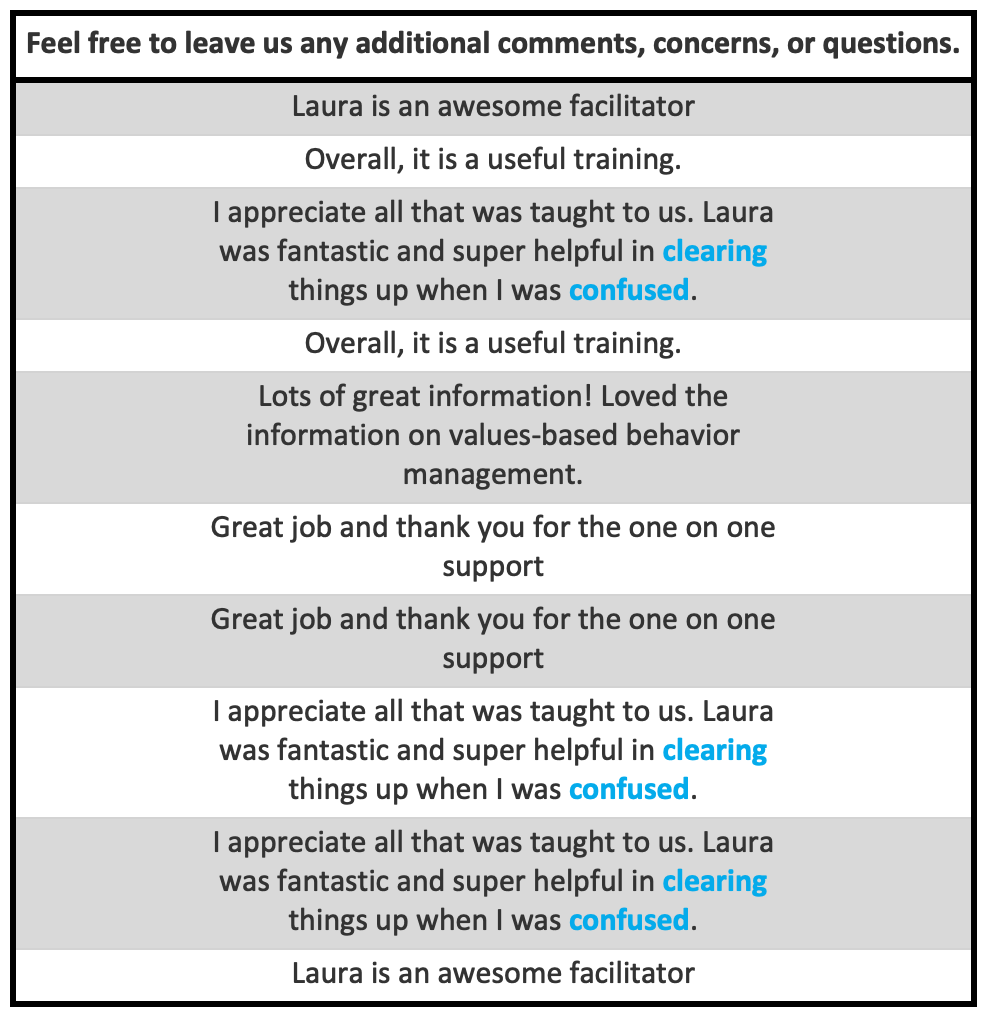 Feel free to leave us any additional comments, concerns, or questions.
Laura is an awesome facilitator
Overall, it is a useful training.
I appreciate all that was taught to us. Laura
was fantastic and super helpful in clearing
things up when I was confused.
Overall, it is a useful training.
Lots of great information! Loved the
information on values-based behavior
management.
Great job and thank you for the one on one
support
Great job and thank you for the one on one
support
I appreciate all that was taught to us. Laura
was fantastic and super helpful in clearing
things up when I was confused.
I appreciate all that was taught to us. Laura
was fantastic and super helpful in clearing
things up when I was confused.
Laura is an awesome facilitator